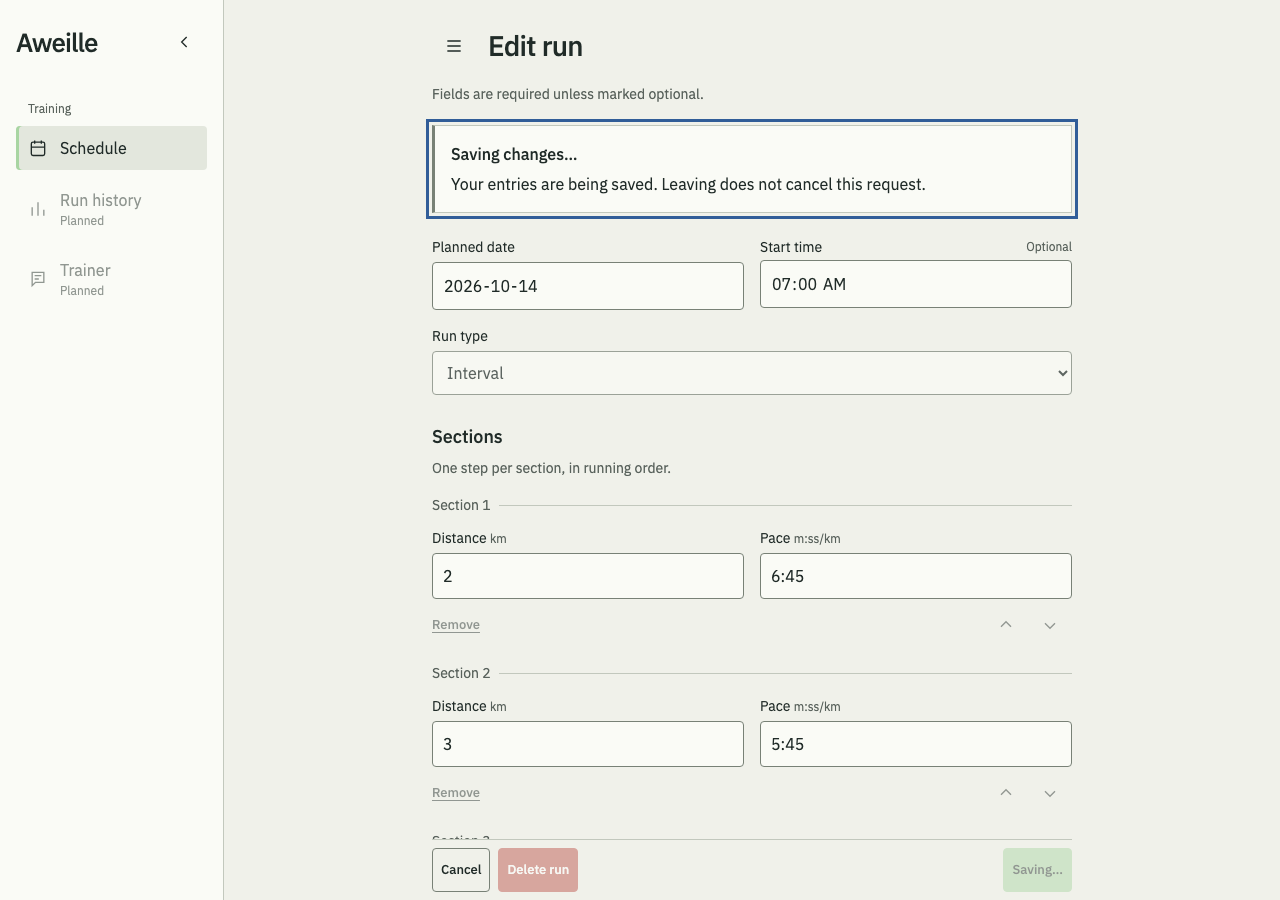 Aweille
Training
Schedule
Run history
Planned
Trainer
Planned
Edit run
Fields are required unless marked optional.
Saving changes…
Your entries are being saved. Leaving does not cancel this request.
Planned date
Start time Optional
2026-10-14
07:00 AM
Run type
Interval
Sections
One step per section, in running order.
Section 1
Distance km
Pace m:ss/km
2
6:45
Remove
Section 2
Distance km
Pace m:ss/km
3
5:45
Remove
Cancel
Delete run
Saving…